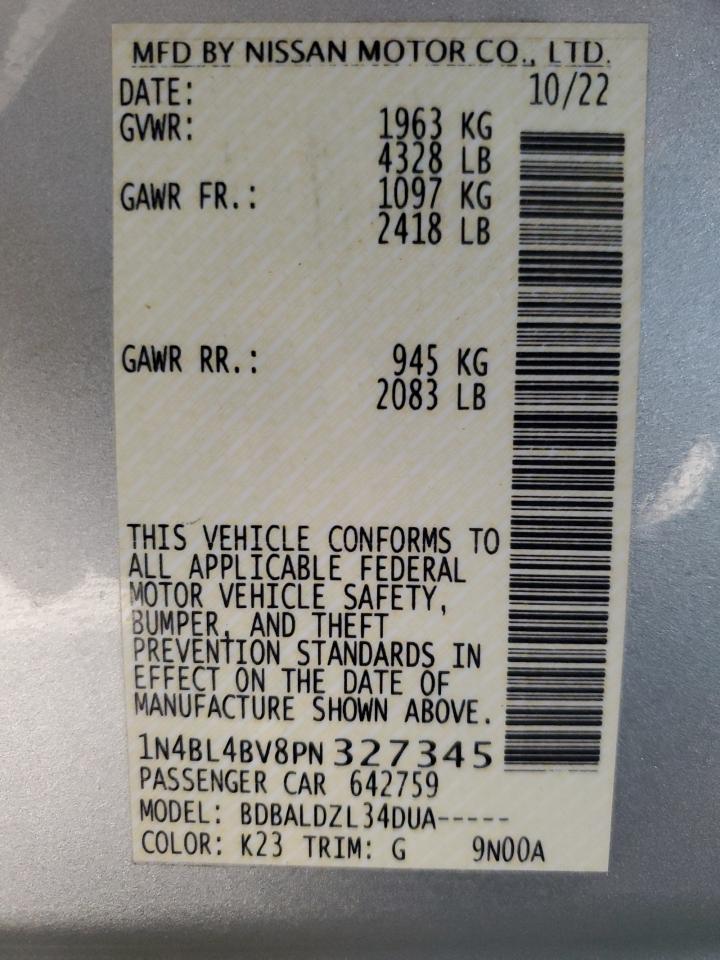 MFD BY NISSAN MOTOR CO., LTD.
DATE: 10/22
GVWR: 1963 KG
4328 LB
GAWR FR.: 1097 KG
2418 LB
GAWR RR.: 945 KG
2083 LB
THIS VEHICLE CONFORMS TO
ALL APPLICABLE FEDERAL
MOTOR VEHICLE SAFETY,
BUMPER, AND THEFT
PREVENTION STANDARDS IN
EFFECT ON THE DATE OF
MANUFACTURE SHOWN ABOVE.
1N4BL4BV8PN 327345
PASSENGER CAR 642759
MODEL: BDBALDZL34DUA-----
COLOR: K23 TRIM: G 9N00A